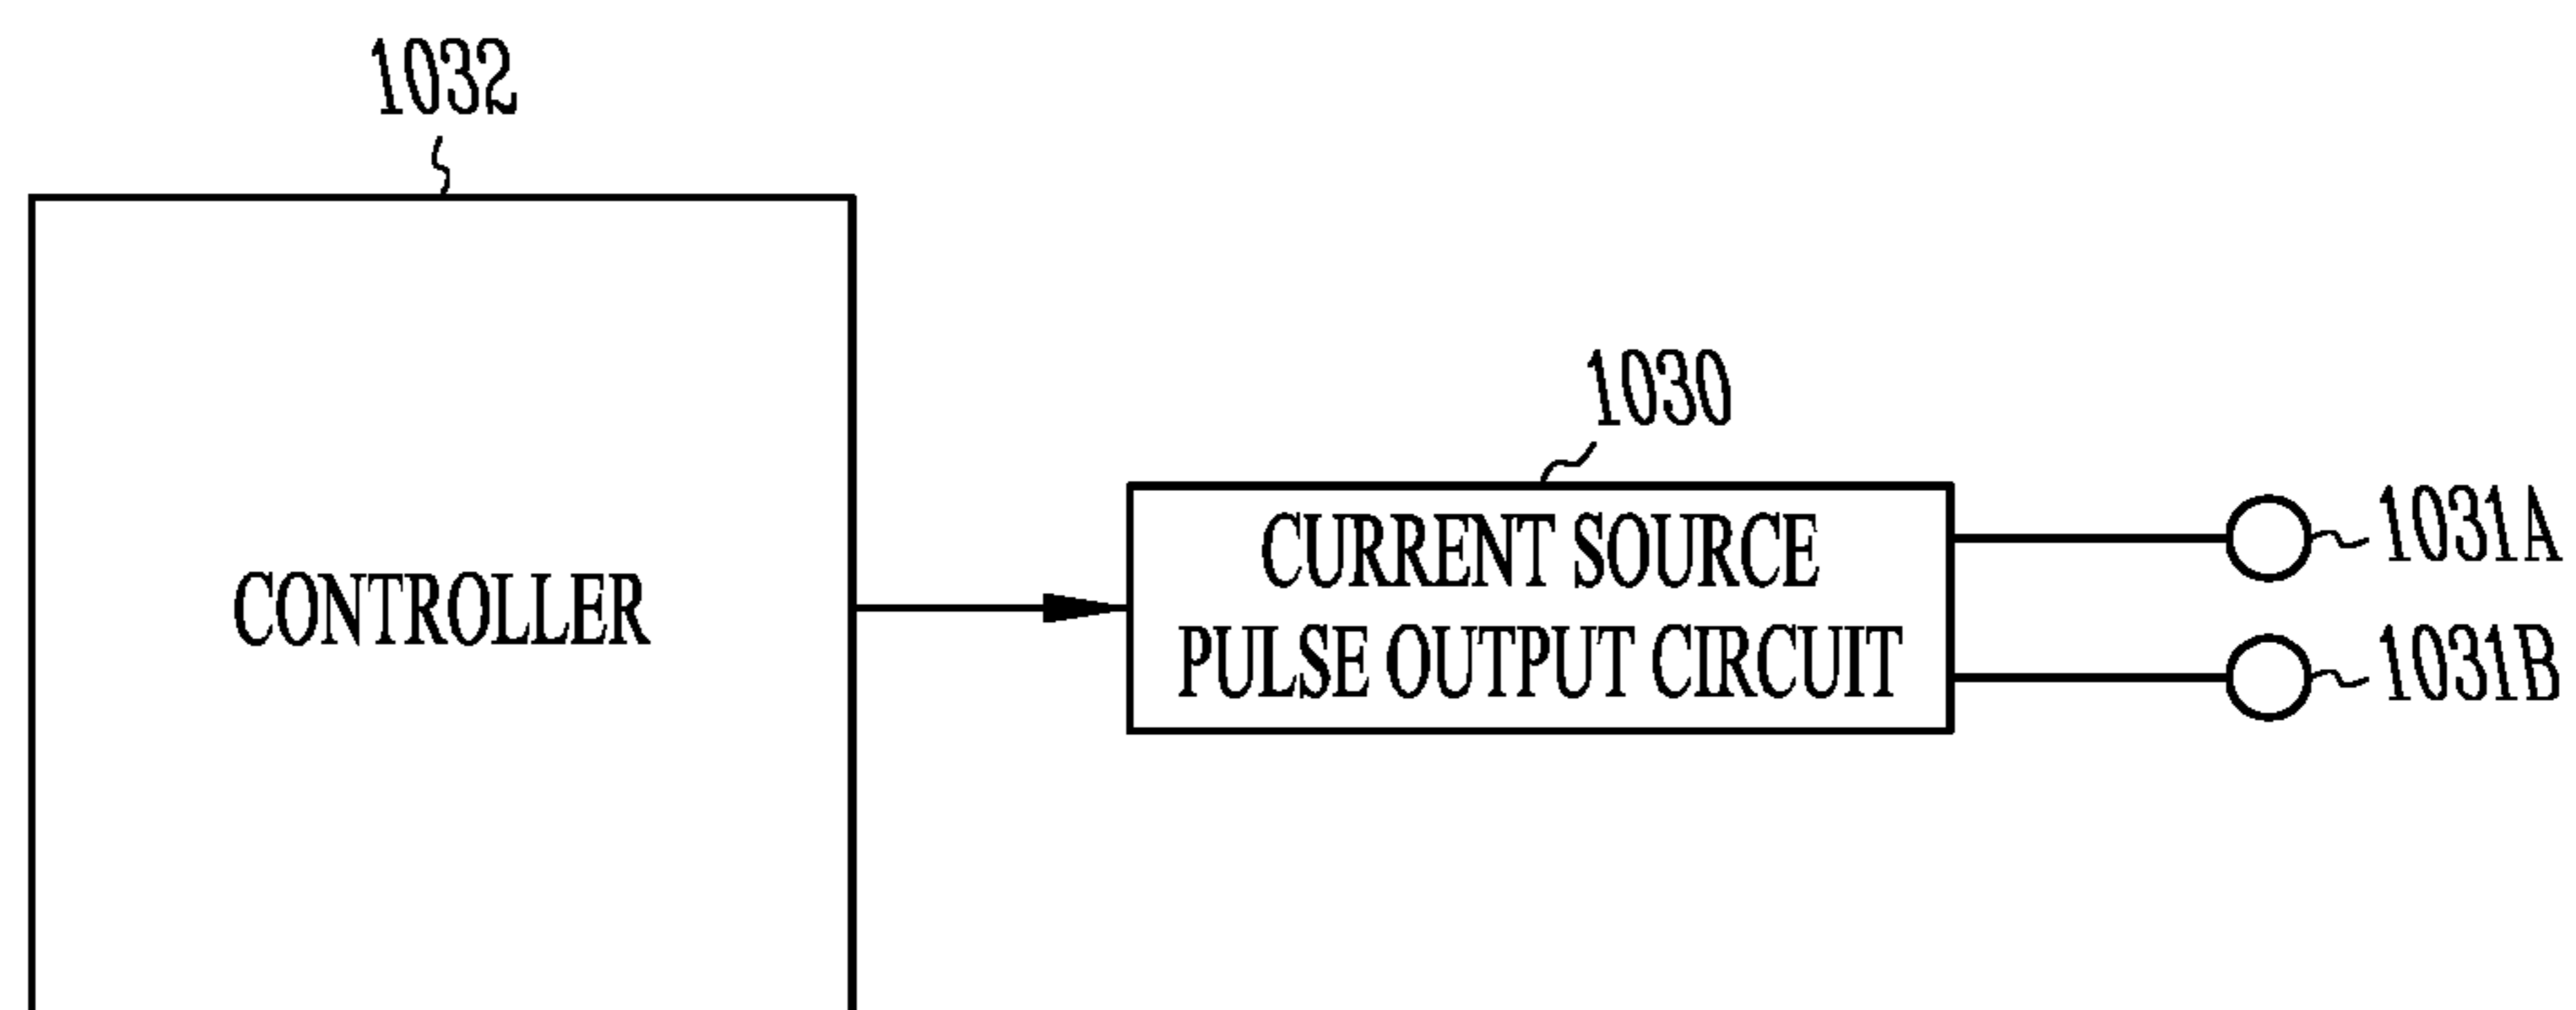 1032
1030
CURRENT SOURCE
PULSE OUTPUT CIRCUIT
1031A
1031B
CONTROLLER